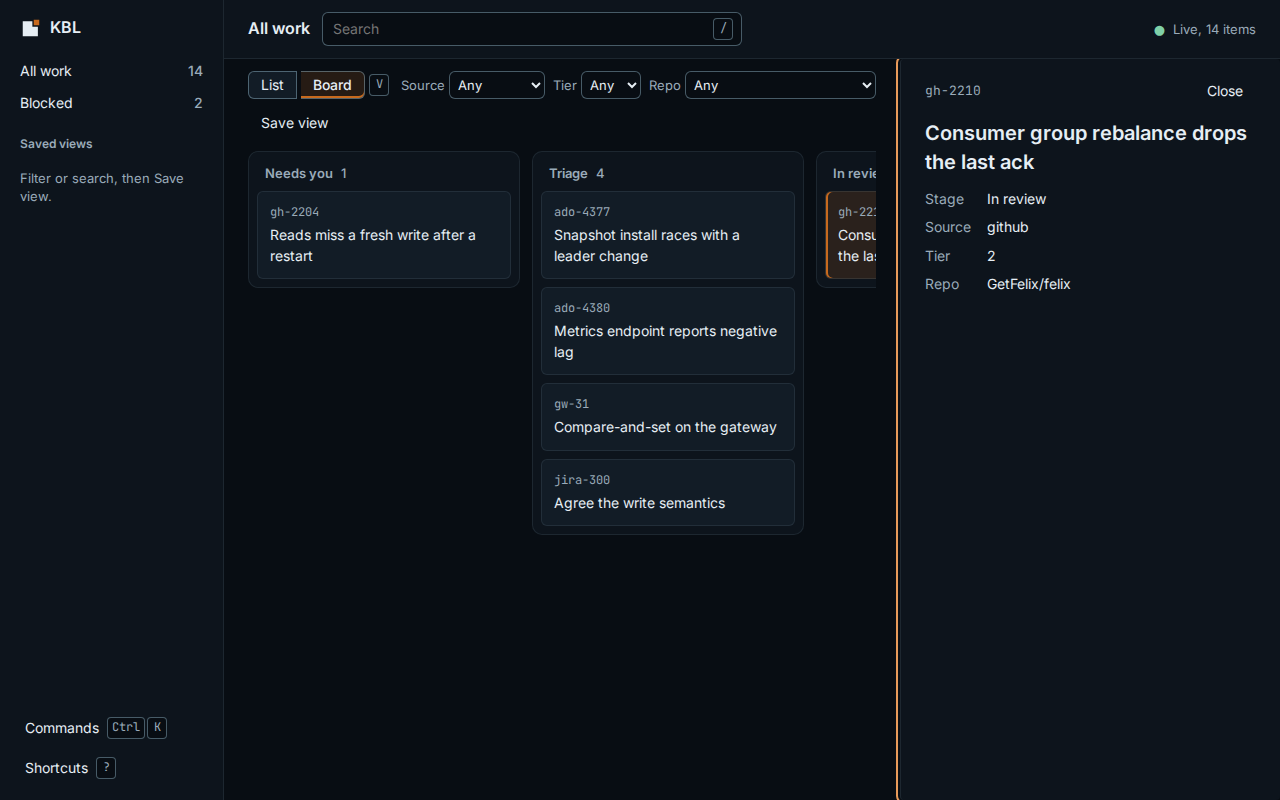 KBL
All work 14
Blocked 2
Saved views
Filter or search, then Save
view.
Commands Ctrl K
Shortcuts ?
All work
Search /
Live, 14 items
List Board V Source Any Tier Any Repo Any
Save view
Needs you 1
gh-2204
Reads miss a fresh write after a
restart
Triage 4
ado-4377
Snapshot install races with a
leader change
ado-4380
Metrics endpoint reports negative
lag
gw-31
Compare-and-set on the gateway
jira-300
Agree the write semantics
gh-2210
Close
Consumer group rebalance drops
the last ack
Stage In review
Source github
Tier 2
Repo GetFelix/felix